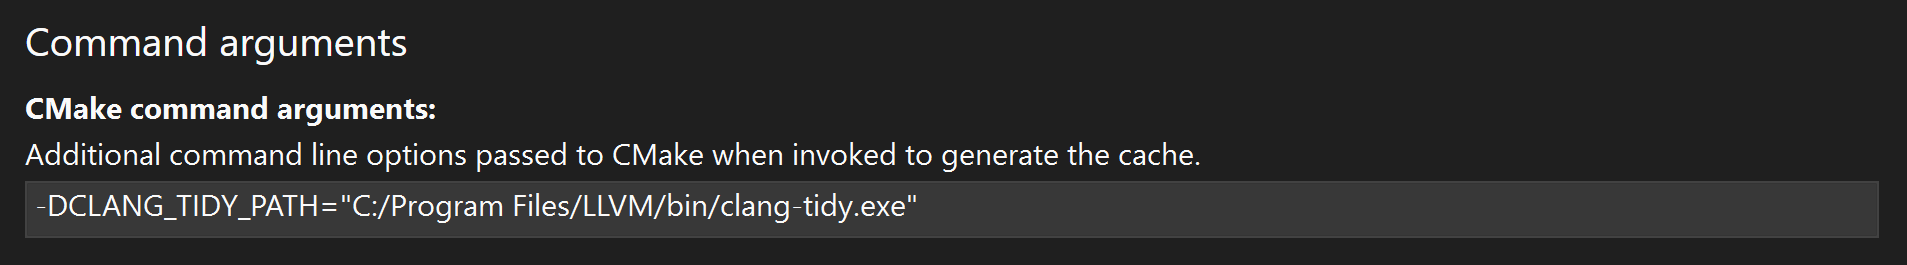 Command arguments
CMake command arguments:
Additional command line options passed to CMake when invoked to generate the cache.
-DCLANG_TIDY_PATH="C:/Program Files/LLVM/bin/clang-tidy.exe"